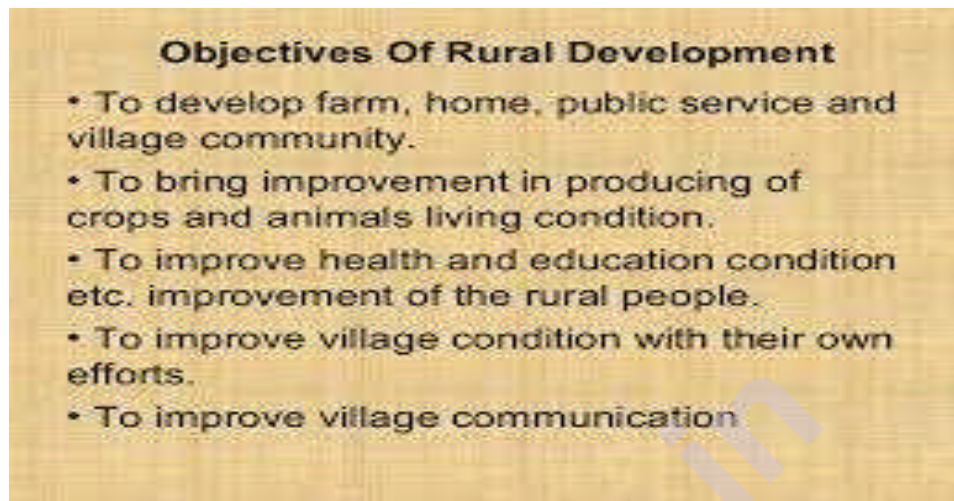 Objectives Of Rural Development
• To develop farm, home, public service and
village community.
• To bring improvement in producing of
crops and animals living condition.
• To improve health and education condition
etc. improvement of the rural people.
• To improve village condition with their own
efforts.
• To improve village communication
in